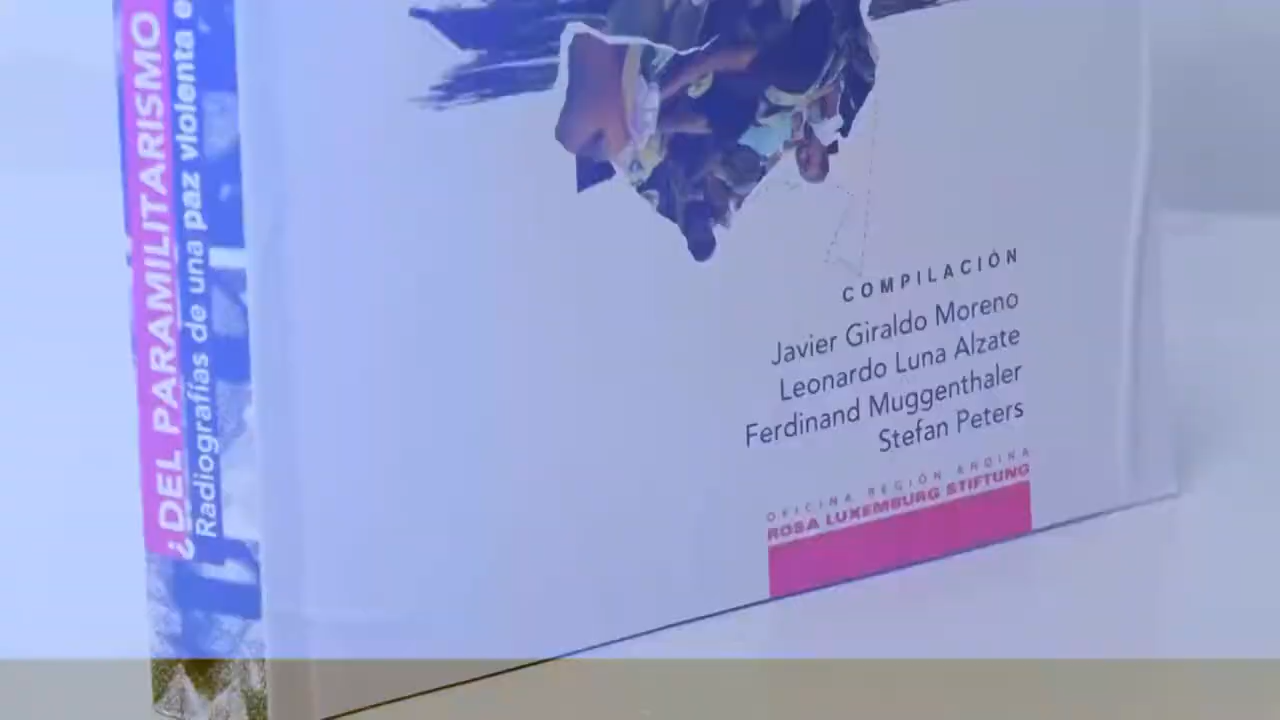 ¿DEL PARAMILITARISMO
Radiografías de una paz violenta e
COMPILACIÓN
Javier Giraldo Moreno
Leonardo Luna Alzate
Ferdinand Muggenthaler
Stefan Peters
OFICINA REGIÓN ANDINA
ROSA LUXEMBURG STIFTUNG